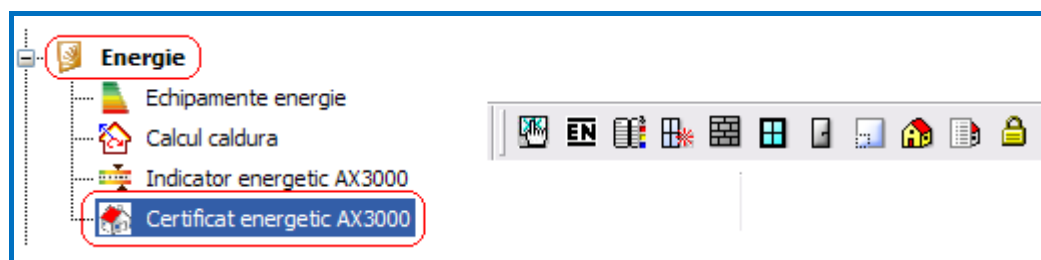 Energie
Echipamente energie
Calcul caldura
EN
Indicator energetic AX3000
Certificat energetic AX3000